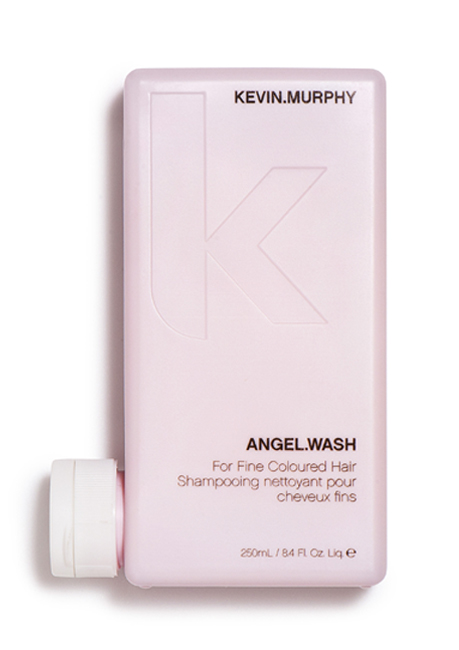 KEVIN.MURPHY
ANGEL.WASH
For Fine Coloured Hair
Shampooing nettoyant pour
cheveux fins
250mL / 8.4 Fl. Oz. Liq. e